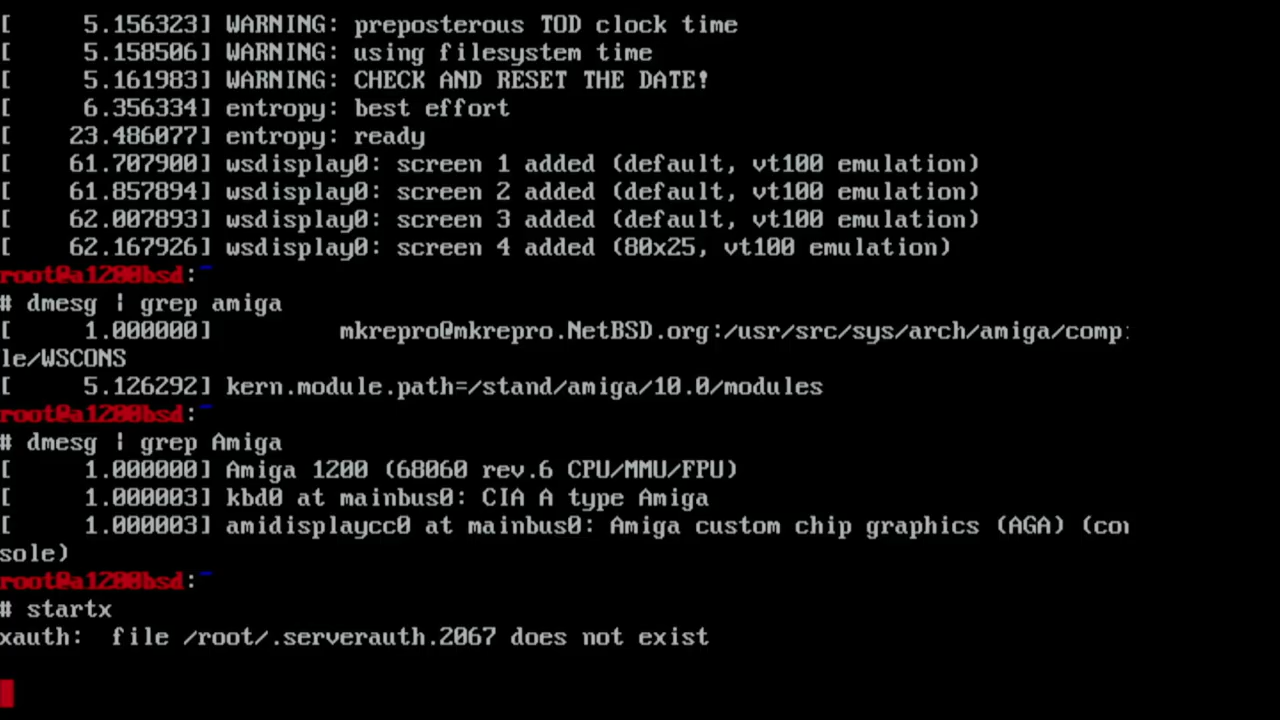 [     5.156323] WARNING: preposterous TOD clock time
[     5.158506] WARNING: using filesystem time
[     5.161983] WARNING: CHECK AND RESET THE DATE!
[     6.356334] entropy: best effort
[    23.486077] entropy: ready
[    61.707900] wsdisplay0: screen 1 added (default, vt100 emulation)
[    61.857894] wsdisplay0: screen 2 added (default, vt100 emulation)
[    62.007893] wsdisplay0: screen 3 added (default, vt100 emulation)
[    62.167926] wsdisplay0: screen 4 added (80x25, vt100 emulation)
root@a1200bsd:~
# dmesg | grep amiga
[     1.000000]         mkrepro@mkrepro.NetBSD.org:/usr/src/sys/arch/amiga/compi
le/WSCONS
[     5.126292] kern.module.path=/stand/amiga/10.0/modules
root@a1200bsd:~
# dmesg | grep Amiga
[     1.000000] Amiga 1200 (68060 rev.6 CPU/MMU/FPU)
[     1.000003] kbd0 at mainbus0: CIA A type Amiga
[     1.000003] amidisplaycc0 at mainbus0: Amiga custom chip graphics (AGA) (con
sole)
root@a1200bsd:~
# startx
xauth:  file /root/.serverauth.2067 does not exist